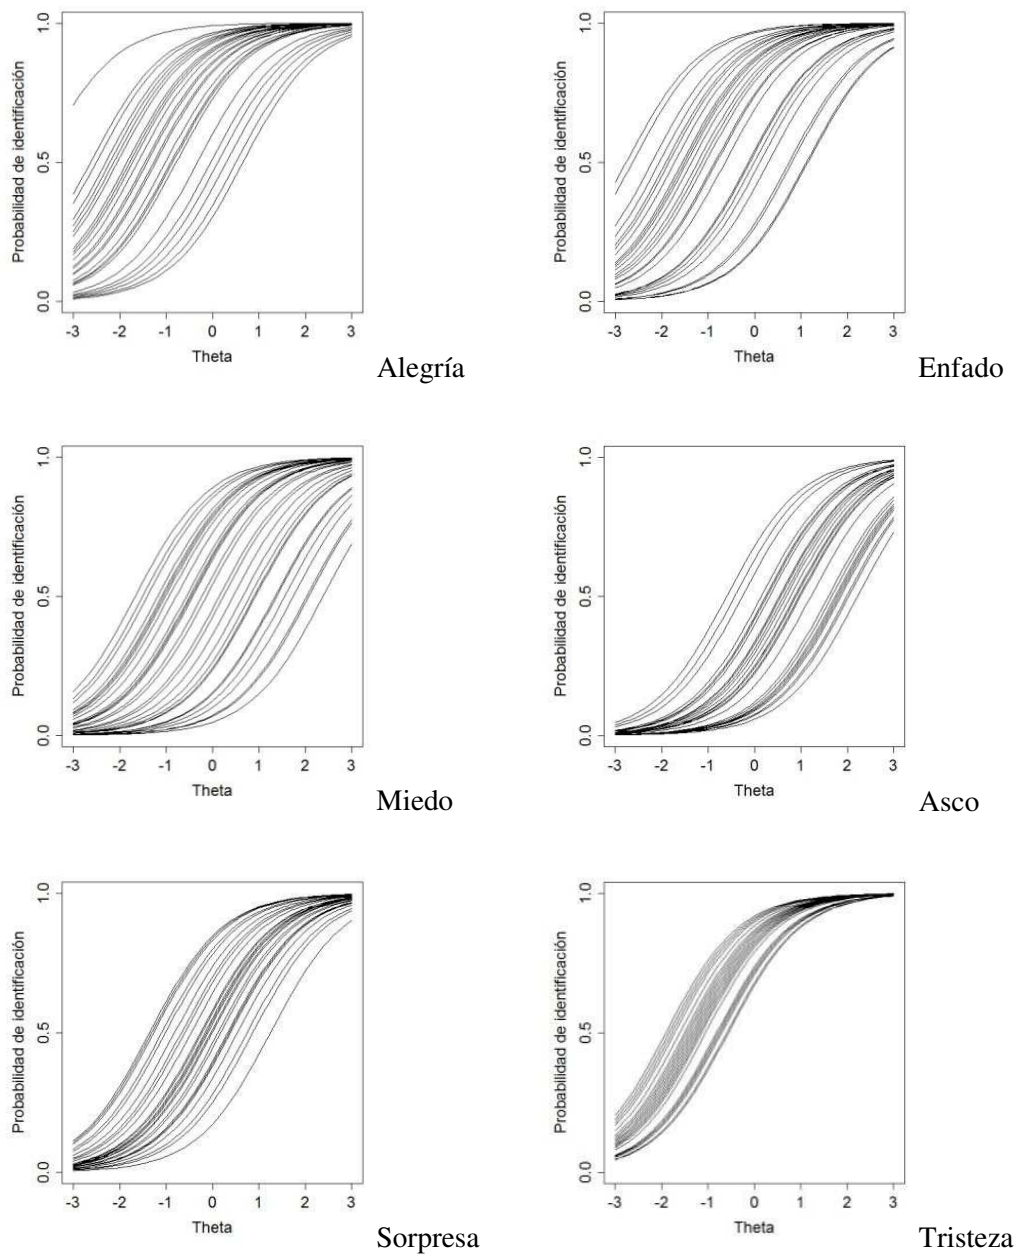 Probabilidad de identificación
1.0
0.5
0.0
-3 -2 -1 0 1 2 3
Theta
Alegría
Probabilidad de identificación
1.0
0.5
0.0
-3 -2 -1 0 1 2 3
Theta
Enfado
Probabilidad de identificación
1.0
0.5
0.0
-3 -2 -1 0 1 2 3
Theta
Miedo
Probabilidad de identificación
1.0
0.5
0.0
-3 -2 -1 0 1 2 3
Theta
Asco
Probabilidad de identificación
1.0
0.5
0.0
-3 -2 -1 0 1 2 3
Theta
Sorpresa
Probabilidad de identificación
1.0
0.5
0.0
-3 -2 -1 0 1 2 3
Theta
Tristeza